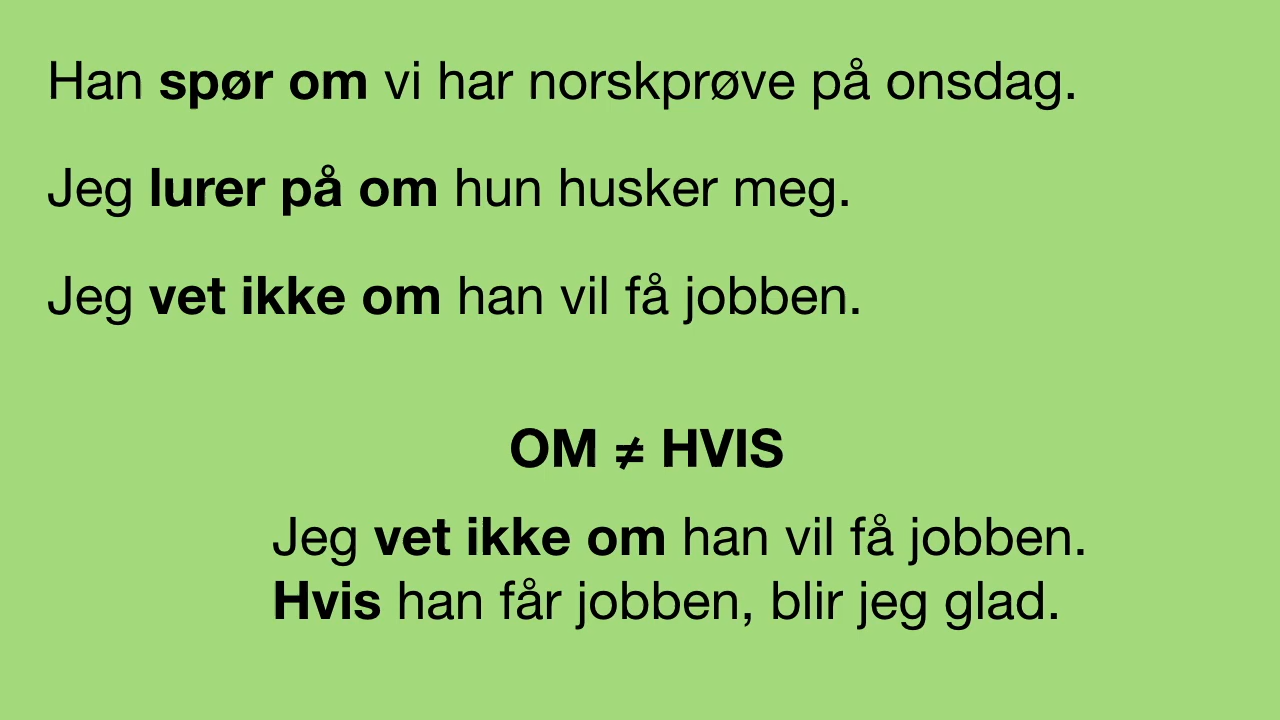 Han spør om vi har norskprøve på onsdag.
Jeg lurer på om hun husker meg.
Jeg vet ikke om han vil få jobben.
OM ≠ HVIS
Jeg vet ikke om han vil få jobben.
Hvis han får jobben, blir jeg glad.